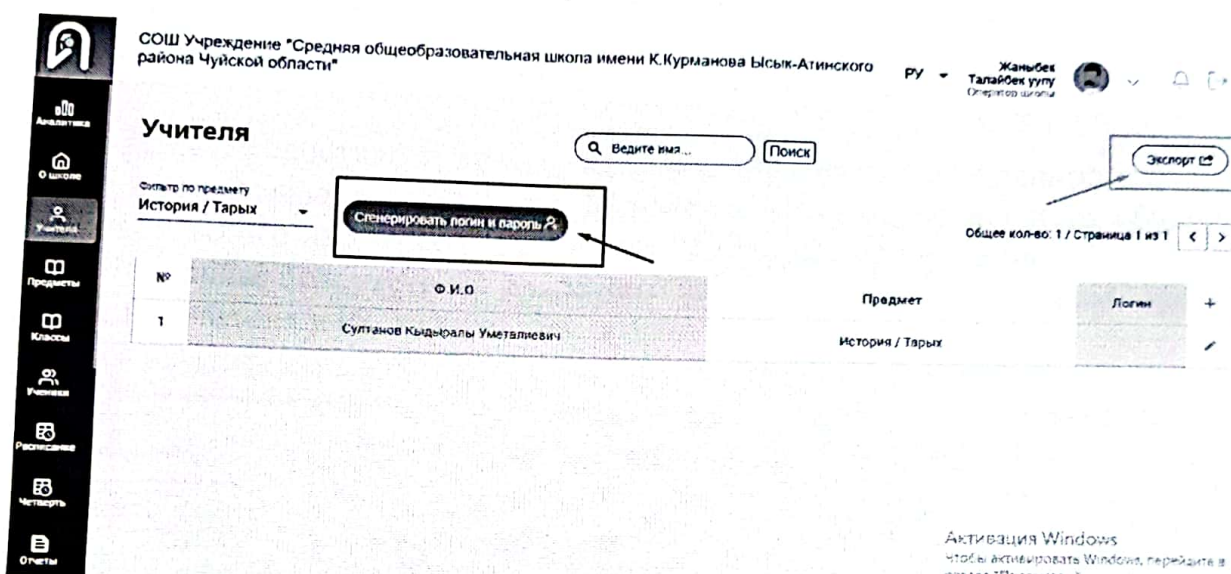 СОШ Учреждение "Средняя общеобразовательная школа имени К.Курманова Ысык-Атинского
района Чуйской области"
РУ
Жаныбек
Талайбек уулу
Оператор школы
Аналитика
О школе
Учителя
Предметы
Классы
Ученики
Расписание
Четверть
Отчеты
Учителя
Ведите имя...
Поиск
Экспорт
Фильтр по предмету
История / Тарых
Сгенерировать логин и пароль
Общее кол-во: 1 / Страница 1 из 1
< >
№ Ф.И.О Предмет Логин +
1 Султанов Кыдыралы Уметалиевич История / Тарых
Активация Windows
Чтобы активировать Windows, перейдите в